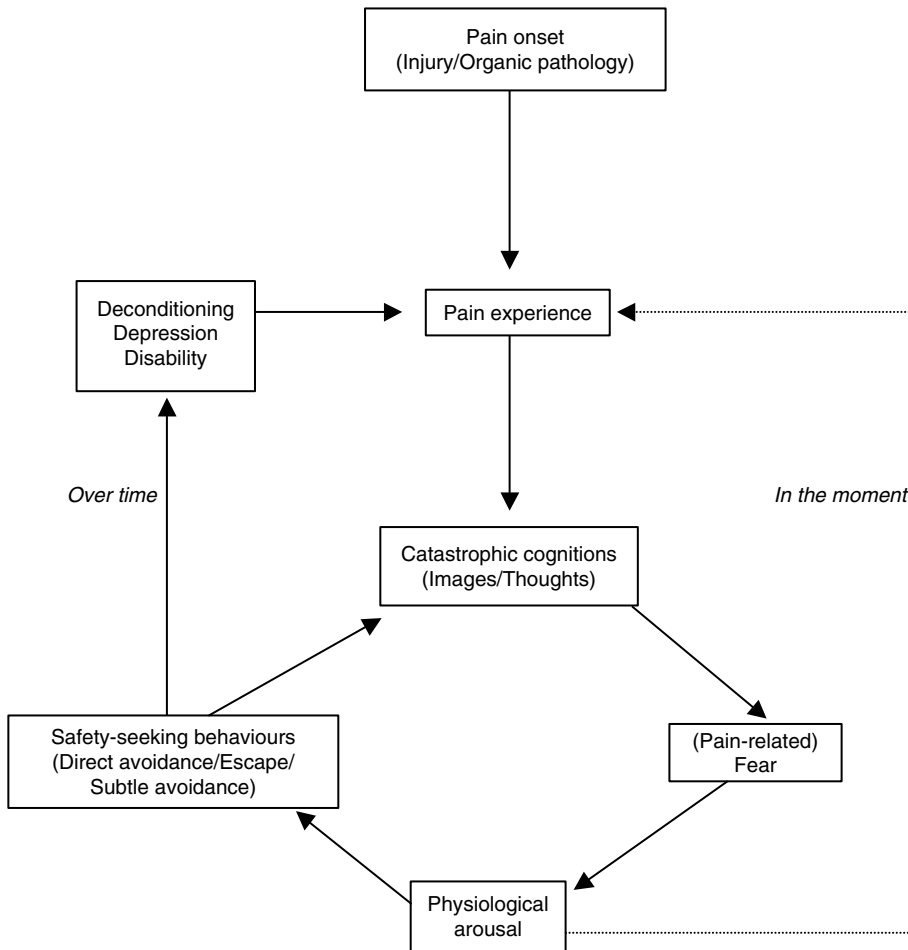 Pain onset
(Injury/Organic pathology)
Deconditioning
Depression
Disability
Pain experience
Over time
In the moment
Catastrophic cognitions
(Images/Thoughts)
Safety-seeking behaviours
(Direct avoidance/Escape/
Subtle avoidance)
(Pain-related)
Fear
Physiological
arousal